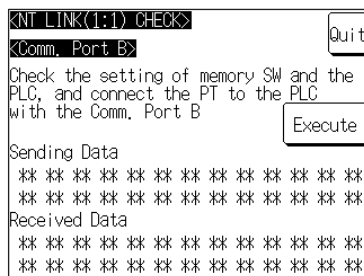 <NT LINK(1:1) CHECK>
Quit
<Comm. Port B>
Check the setting of memory SW and the
PLC, and connect the PT to the PLC
with the Comm. Port B
Execute
Sending Data
** ** ** ** ** ** ** ** ** ** ** ** **
** ** ** ** ** ** ** ** ** ** ** ** **
Received Data
** ** ** ** ** ** ** ** ** ** ** ** **
** ** ** ** ** ** ** ** ** ** ** ** **